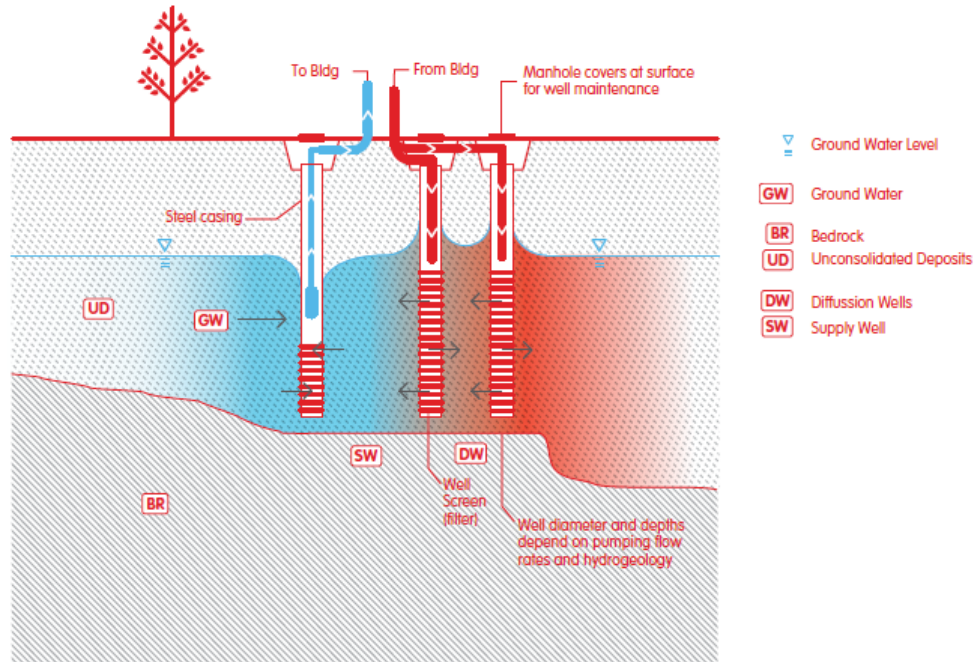 To Bldg
From Bldg
Manhole covers at surface
for well maintenance
Ground Water Level
GW
Ground Water
Steel casing
BR
Bedrock
UD
Unconsolidated Deposits
DW
Diffussion Wells
SW
Supply Well
UD
GW
SW
DW
BR
Well
Screen
(filter)
Well diameter and depths
depend on pumping flow
rates and hydrogeology